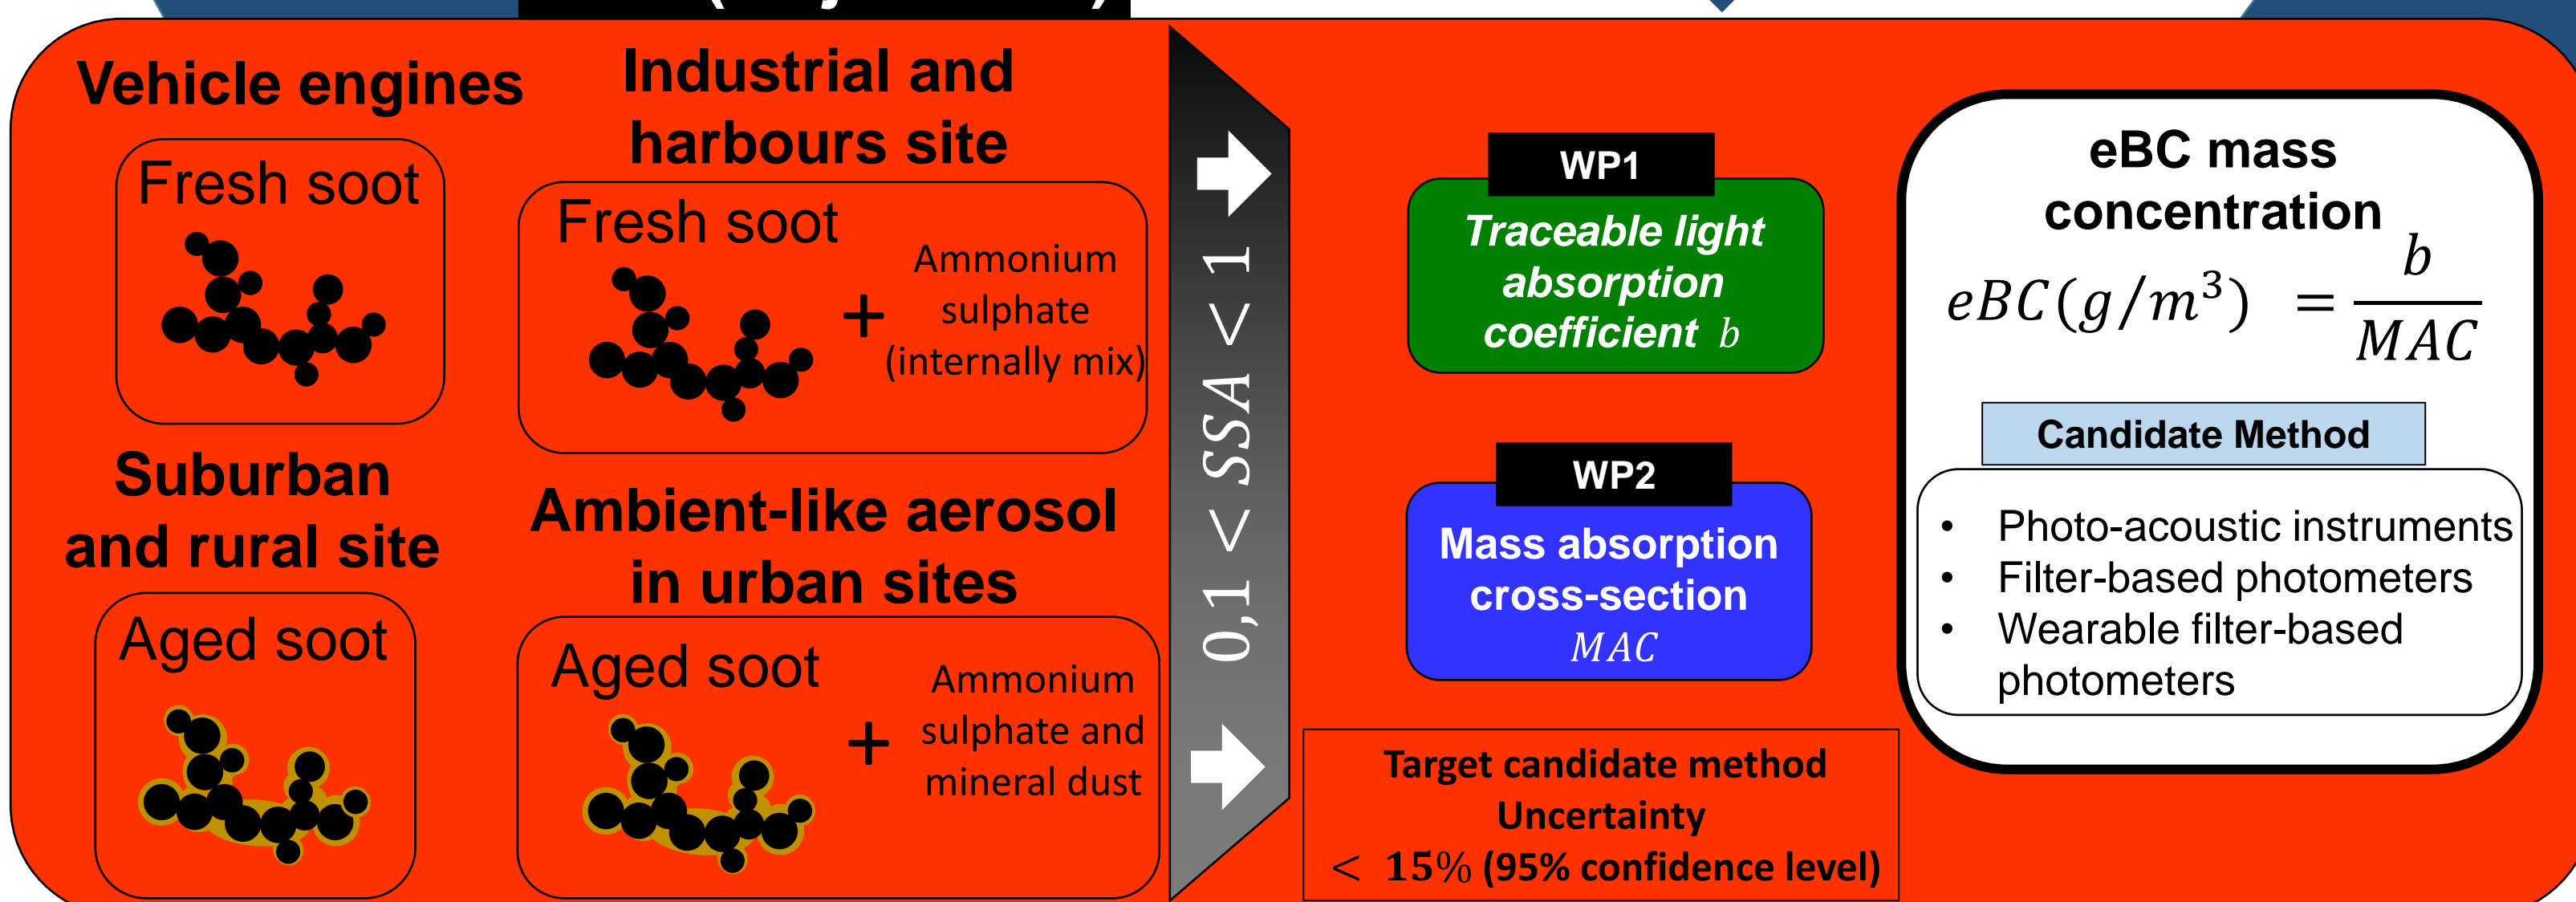 Vehicle engines
Fresh soot
Industrial and
harbours site
Fresh soot
+
Ammonium
sulphate
(internally mix)
Suburban
and rural site
Aged soot
Ambient-like aerosol
in urban sites
Aged soot
+
Ammonium
sulphate and
mineral dust
0,1 < SSA < 1
WP1
Traceable light
absorption
coefficient b
WP2
Mass absorption
cross-section
MAC
Target candidate method
Uncertainty
< 15% (95% confidence level)
eBC mass
concentration
eBC(g/m³) = b/MAC
Candidate Method
• Photo-acoustic instruments
• Filter-based photometers
• Wearable filter-based
photometers